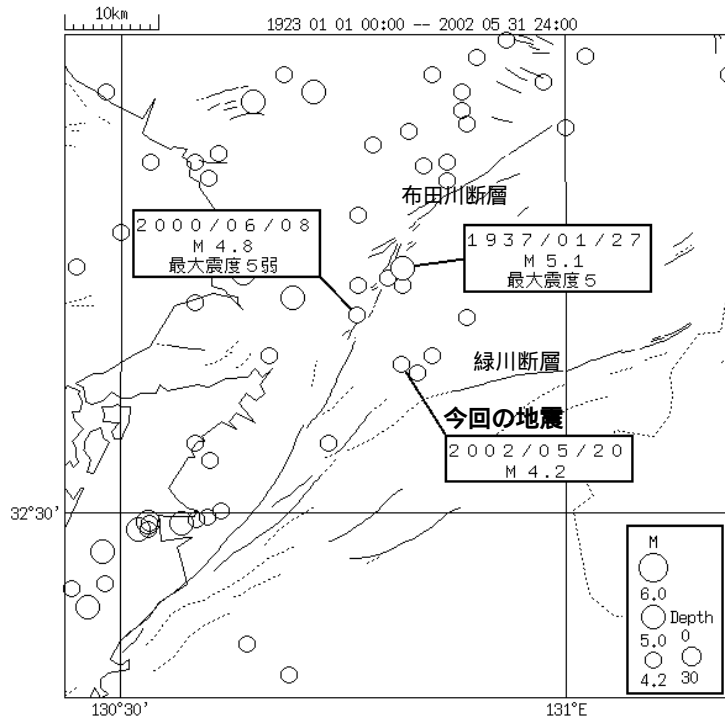 10km
1923 01 01 00:00 -- 2002 05 31 24:00
布田川断層
2000/06/08
M 4.8
最大震度5弱
1937/01/27
M 5.1
最大震度5
緑川断層
今回の地震
2002/05/20
M 4.2
32°30'
M
6.0
Depth
5.0
0
4.2
30
130°30'
131°E